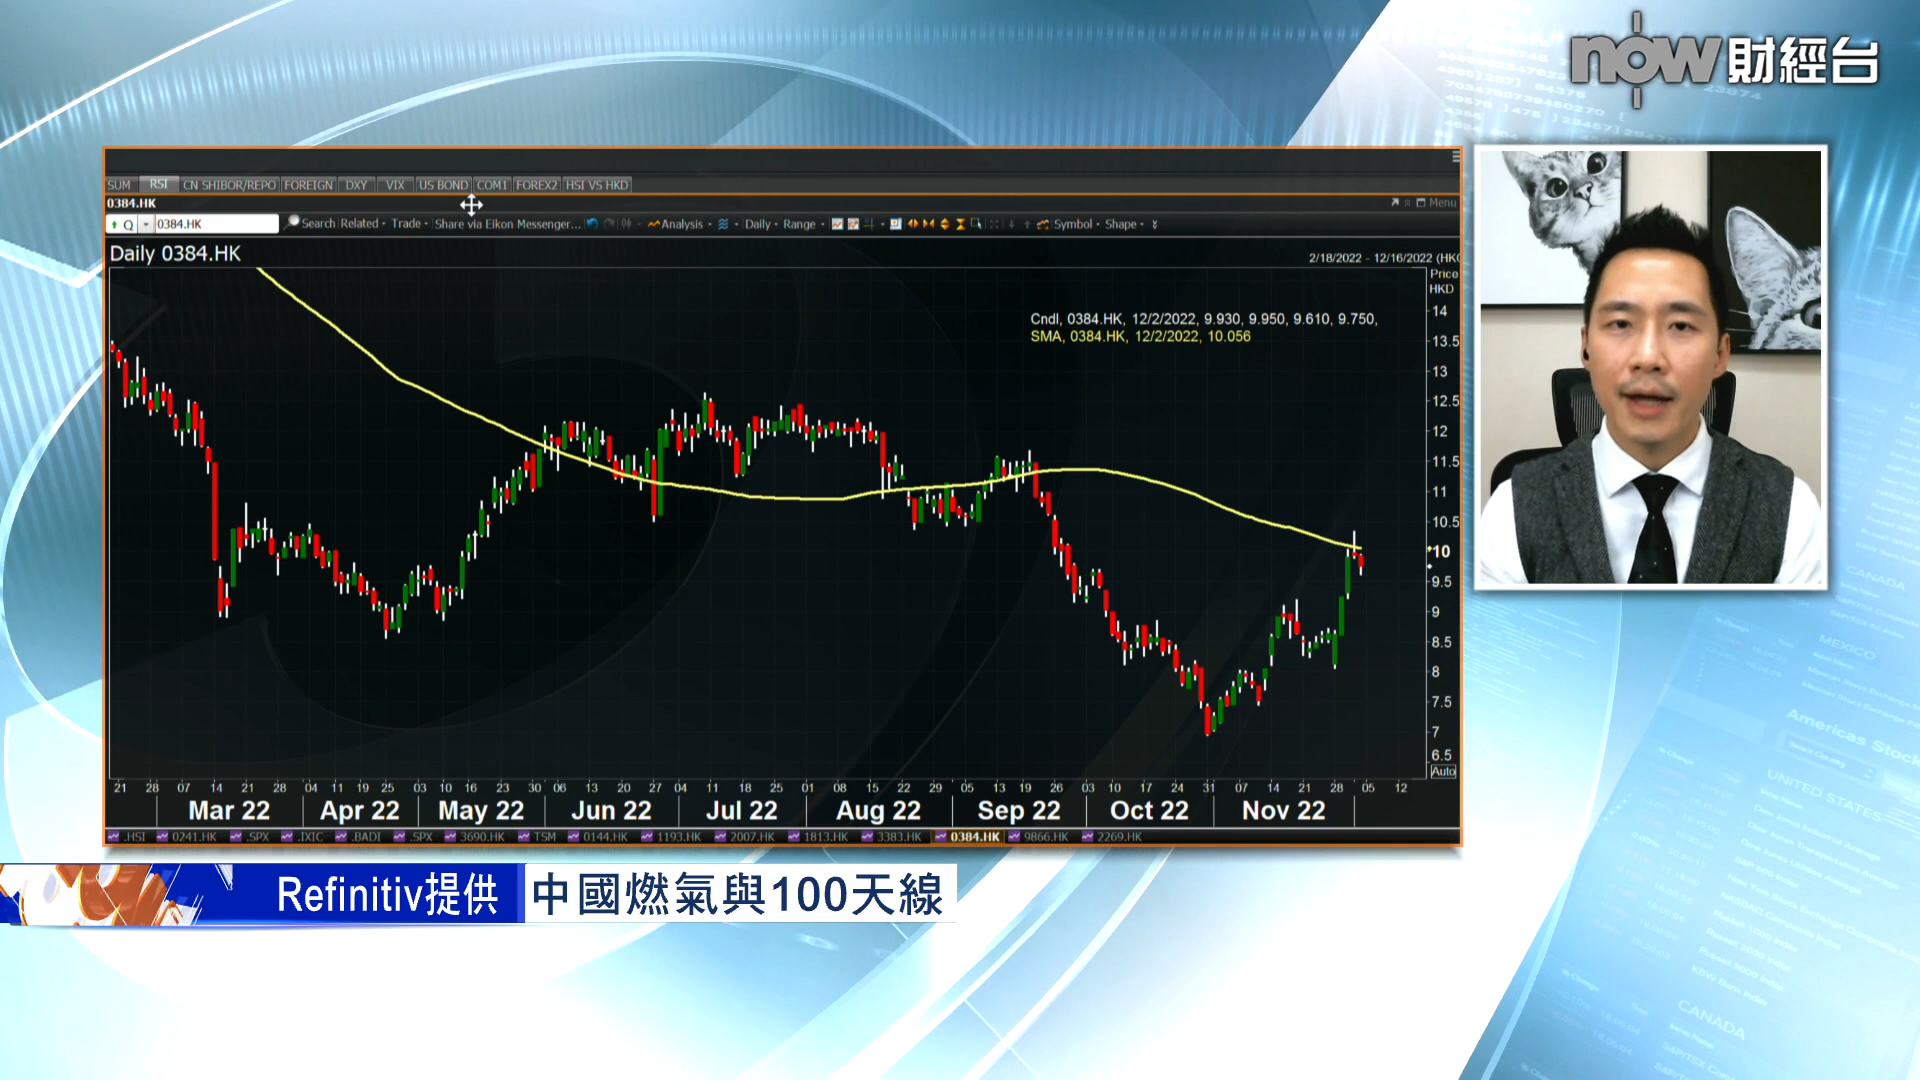 now 財經台
SUM RSI CN SHIBOR/REPO FOREIGN DXY VIX US BOND COM1 FOREX2 HSI VS HKD
0384.HK
Menu
Q 0384.HK Search Related Trade Share via Eikon Messenger... Analysis Daily Range Symbol Shape
Daily 0384.HK
2/18/2022 - 12/16/2022 (HK
Price
HKD
Cndl, 0384.HK, 12/2/2022, 9.930, 9.950, 9.610, 9.750,
SMA, 0384.HK, 12/2/2022, 10.056
14
13.5
13
12.5
12
11.5
11
10.5
10
9.5
9
8.5
8
7.5
7
6.5
Auto
21 28 07 14 21 28 04 11 19 25 03 10 16 23 30 06 13 20 27 04 11 18 25 01 08 15 22 29 05 13 19 26 03 10 17 24 31 07 14 21 28 05 12
Mar 22 Apr 22 May 22 Jun 22 Jul 22 Aug 22 Sep 22 Oct 22 Nov 22
.HSI 0241.HK .SPX .IXIC .BADI .SPX 3690.HK TSM 0144.HK 1193.HK 2007.HK 1813.HK 3383.HK 0384.HK 9866.HK 2269.HK
Refinitiv提供 中國燃氣與100天線
CANADA
MEXICO
Americas Stock
UNITED STATES
CANADA